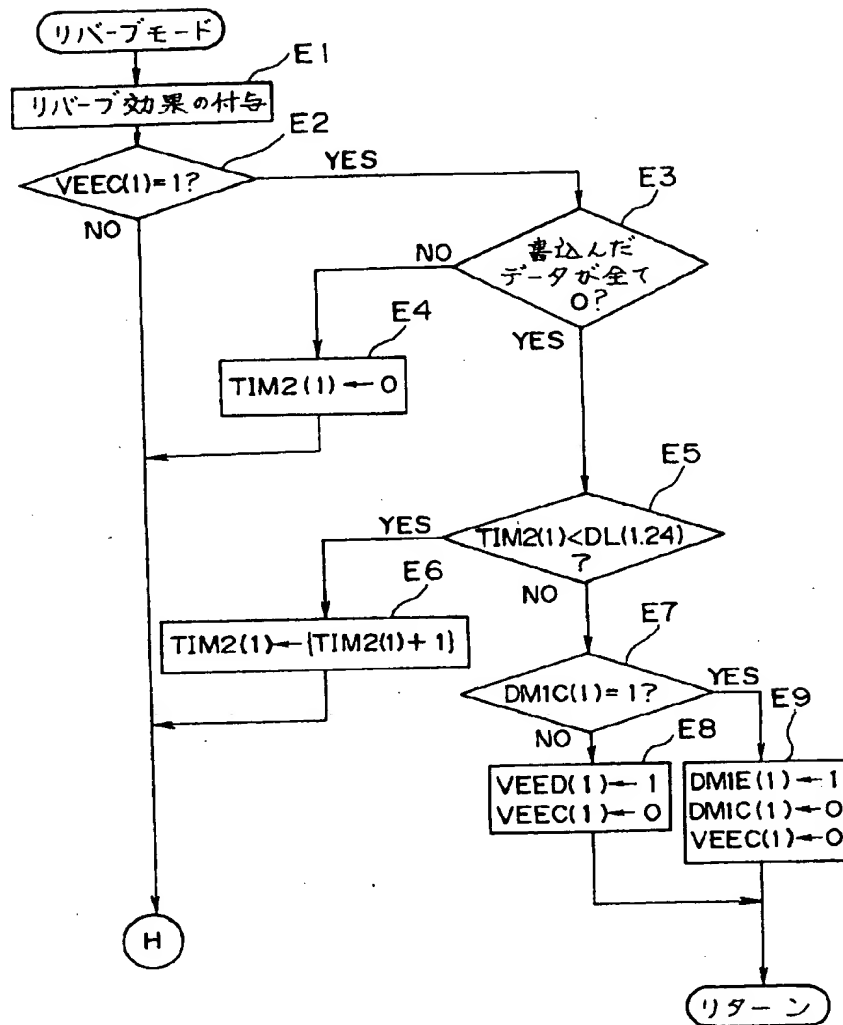 リバーブモード
E1
リバーブ効果の付与
E2
VEEC(1)=1?
YES
NO
E3
書込んだ
データが全て
0?
NO
YES
E4
TIM2(1)←0
E5
TIM2(1)<DL(1.24)
?
YES
NO
E6
TIM2(1)←{TIM2(1)+1}
E7
DM1C(1)=1?
YES
NO
E8
VEED(1)←1
VEEC(1)←0
E9
DM1E(1)←1
DM1C(1)←0
VEEC(1)←0
H
リターン